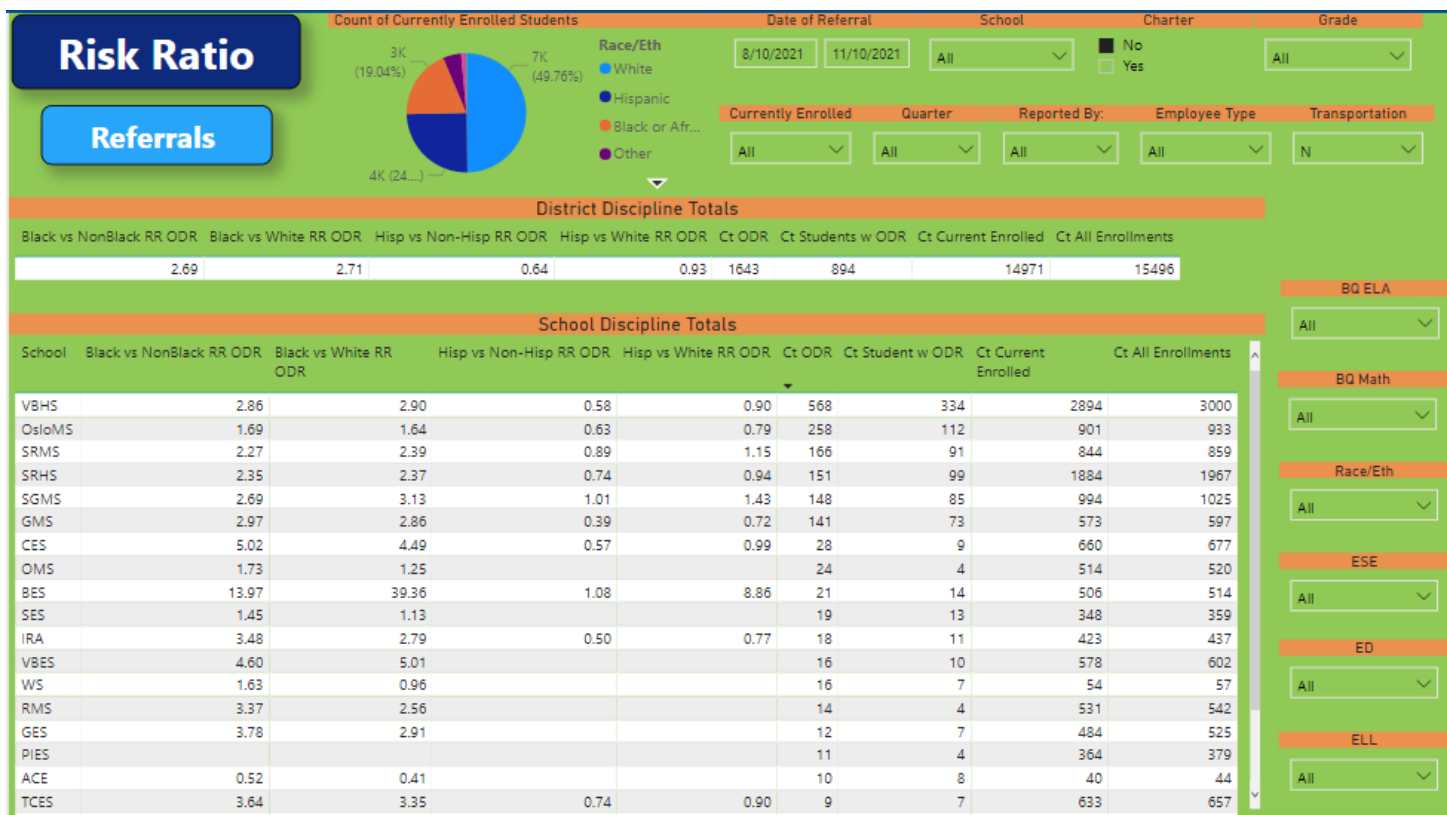 Risk Ratio
Referrals
Count of Currently Enrolled Students
3K
(19.04%)
7K
(49.76%)
4K (24....)
Race/Eth
White
Hispanic
Black or Afr...
Other
Date of Referral School Charter Grade
8/10/2021 11/10/2021 All No All
Yes
Currently Enrolled Quarter Reported By: Employee Type Transportation
All All All All N
District Discipline Totals
Black vs NonBlack RR ODR Black vs White RR ODR Hisp vs Non-Hisp RR ODR Hisp vs White RR ODR Ct ODR Ct Students w ODR Ct Current Enrolled Ct All Enrollments
2.69 2.71 0.64 0.93 1643 894 14971 15496
School Discipline Totals
School Black vs NonBlack RR ODR Black vs White RR Hisp vs Non-Hisp RR ODR Hisp vs White RR ODR Ct ODR Ct Student w ODR Ct Current Ct All Enrollments
ODR Enrolled
VBHS 2.86 2.90 0.58 0.90 568 334 2894 3000
OsloMS 1.69 1.64 0.63 0.79 258 112 901 933
SRMS 2.27 2.39 0.89 1.15 166 91 844 859
SRHS 2.35 2.37 0.74 0.94 151 99 1884 1967
SGMS 2.69 3.13 1.01 1.43 148 85 994 1025
GMS 2.97 2.86 0.39 0.72 141 73 573 597
CES 5.02 4.49 0.57 0.99 28 9 660 677
OMS 1.73 1.25 24 4 514 520
BES 13.97 39.36 1.08 8.86 21 14 506 514
SES 1.45 1.13 19 13 348 359
IRA 3.48 2.79 0.50 0.77 18 11 423 437
VBES 4.60 5.01 16 10 578 602
WS 1.63 0.96 16 7 54 57
RMS 3.37 2.56 14 4 531 542
GES 3.78 2.91 12 7 484 525
PIES 11 4 364 379
ACE 0.52 0.41 10 8 40 44
TCES 3.64 3.35 0.74 0.90 9 7 633 657
BQ ELA
All
BQ Math
All
Race/Eth
All
ESE
All
ED
All
ELL
All